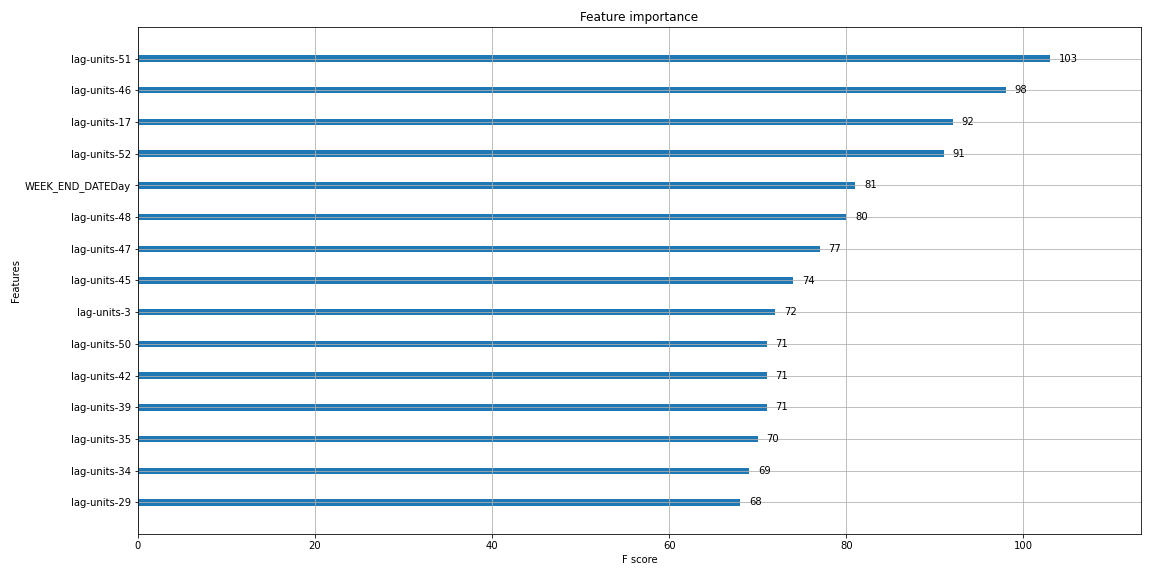 Feature importance
lag-units-51 103
lag-units-46 98
lag-units-17 92
lag-units-52 91
WEEK_END_DATEDay 81
lag-units-48 80
lag-units-47 77
lag-units-45 74
lag-units-3 72
lag-units-50 71
lag-units-42 71
lag-units-39 71
lag-units-35 70
lag-units-34 69
lag-units-29 68
Features
0 20 40 60 80 100
F score